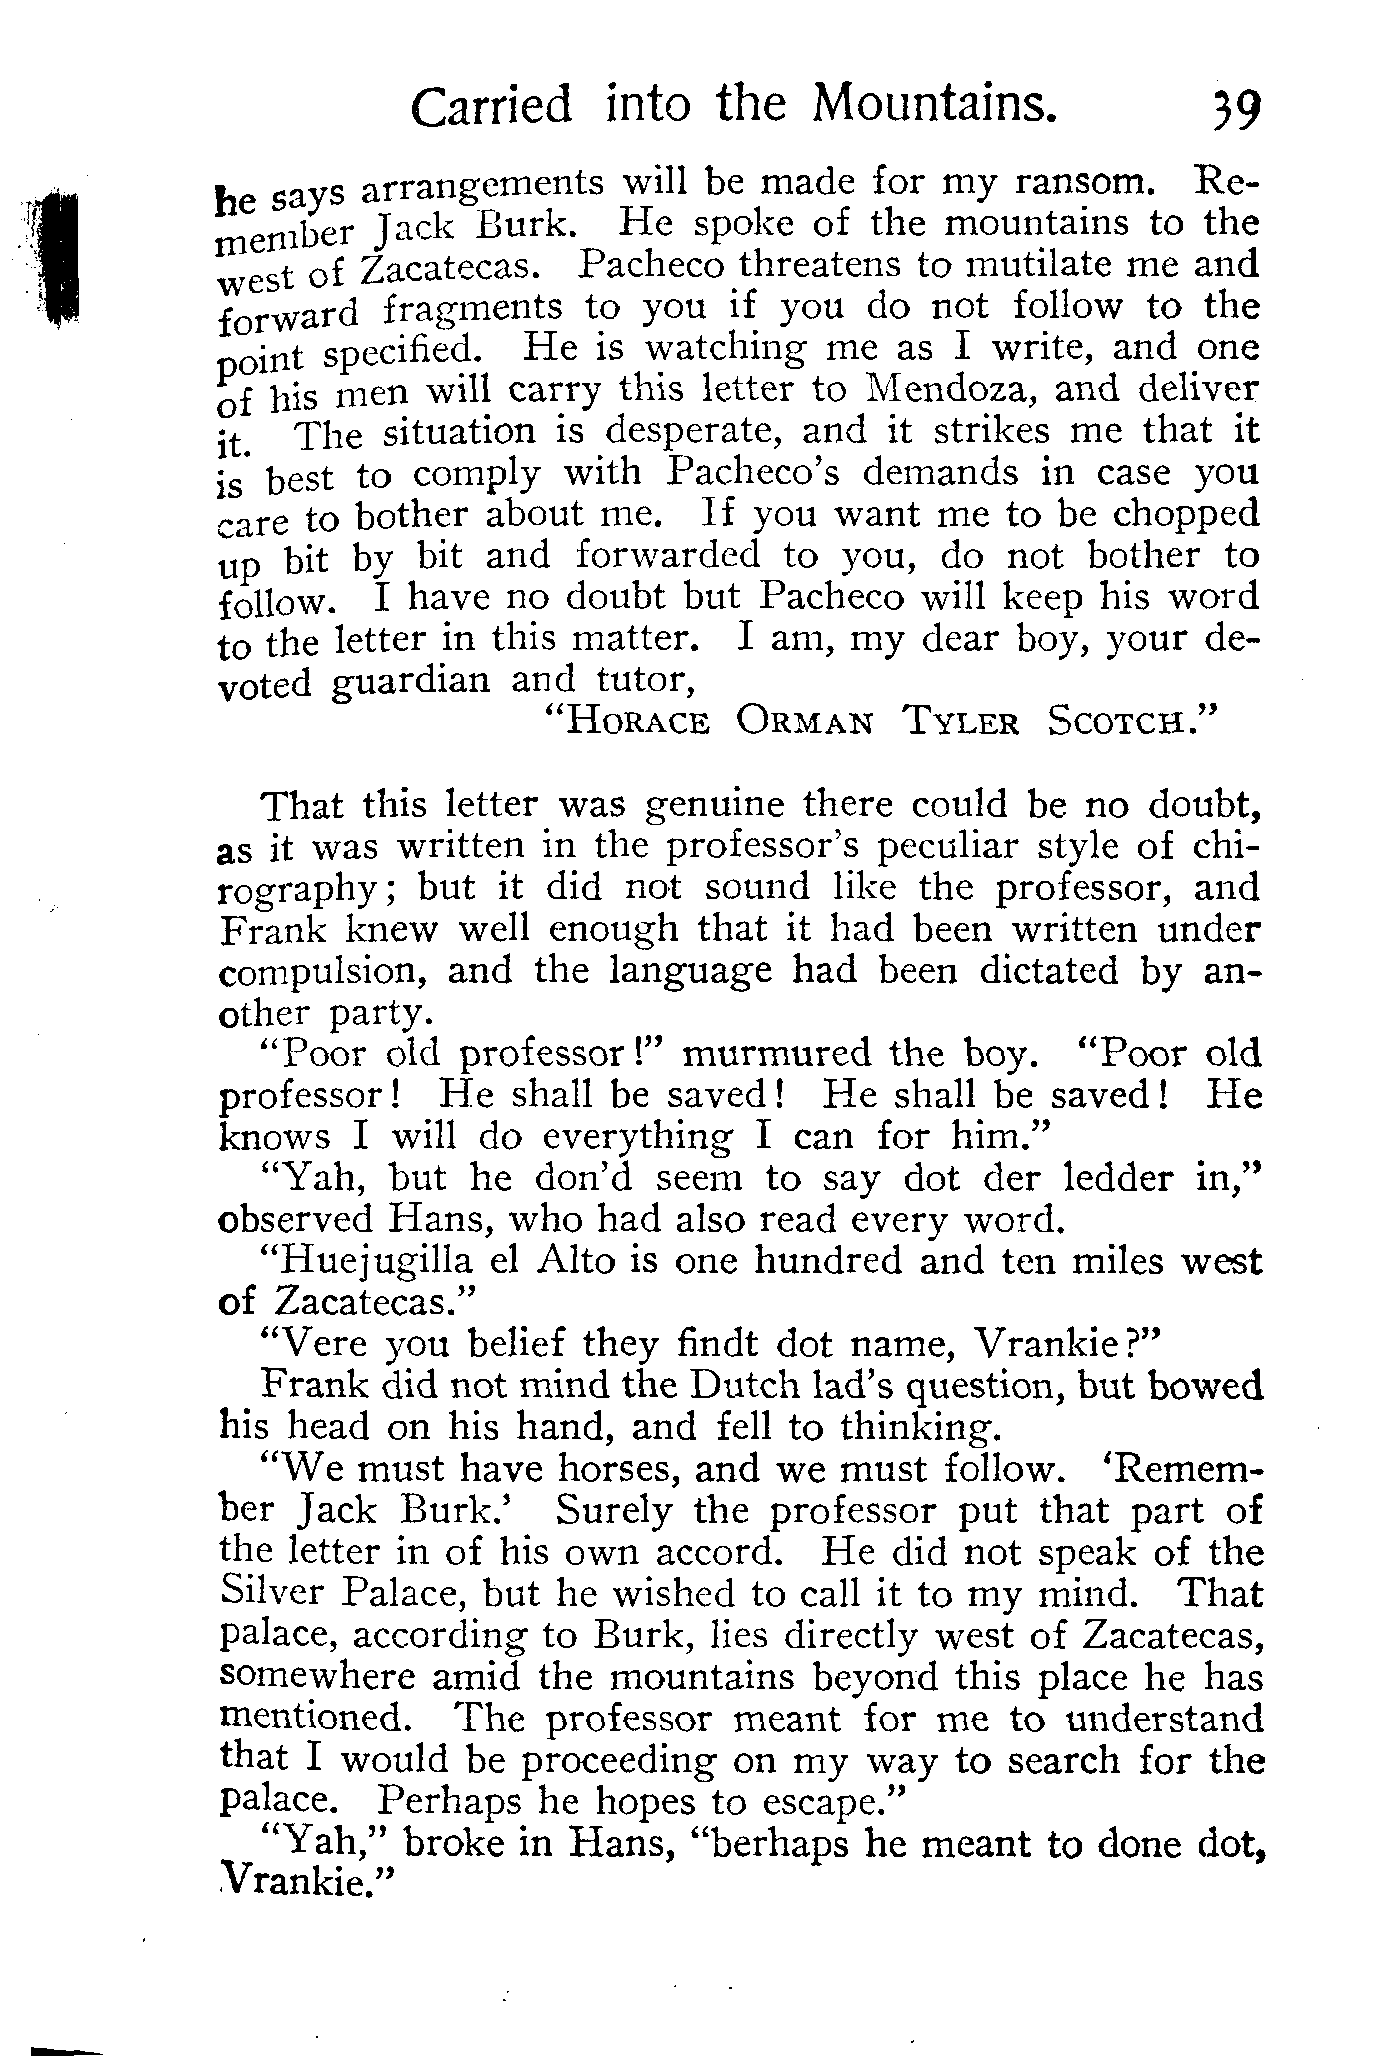 Carried into the Mountains. 39
he says arrangements will be made for my ransom. Re-
member Jack Burk. He spoke of the mountains to the
west of Zacatecas. Pacheco threatens to mutilate me and
forward fragments to you if you do not follow to the
point specified. He is watching me as I write, and one
of his men will carry this letter to Mendoza, and deliver
it. The situation is desperate, and it strikes me that it
is best to comply with Pacheco's demands in case you
care to bother about me. If you want me to be chopped
up bit by bit and forwarded to you, do not bother to
follow. I have no doubt but Pacheco will keep his word
to the letter in this matter. I am, my dear boy, your de-
voted guardian and tutor,
"Horace Orman Tyler Scotch."
That this letter was genuine there could be no doubt,
as it was written in the professor's peculiar style of chi-
rography; but it did not sound like the professor, and
Frank knew well enough that it had been written under
compulsion, and the language had been dictated by an-
other party.
"Poor old professor!" murmured the boy. "Poor old
professor! He shall be saved! He shall be saved! He
knows I will do everything I can for him."
"Yah, but he don'd seem to say dot der ledder in,"
observed Hans, who had also read every word.
"Huejugilla el Alto is one hundred and ten miles west
of Zacatecas."
"Vere you belief they findt dot name, Vrankie?"
Frank did not mind the Dutch lad's question, but bowed
his head on his hand, and fell to thinking.
"We must have horses, and we must follow. 'Remem-
ber Jack Burk.' Surely the professor put that part of
the letter in of his own accord. He did not speak of the
Silver Palace, but he wished to call it to my mind. That
palace, according to Burk, lies directly west of Zacatecas,
somewhere amid the mountains beyond this place he has
mentioned. The professor meant for me to understand
that I would be proceeding on my way to search for the
palace. Perhaps he hopes to escape."
"Yah," broke in Hans, "berhaps he meant to done dot,
Vrankie."